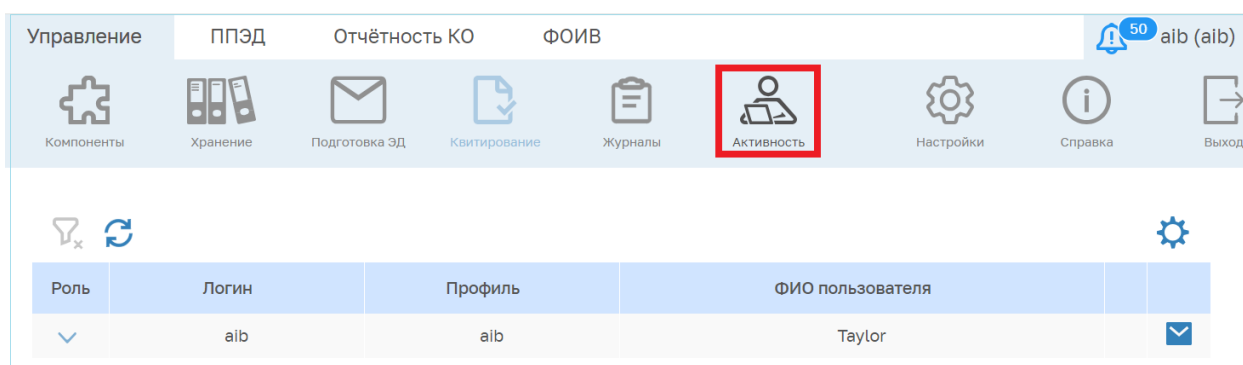 Управление ППЭД Отчётность КО ФОИВ 50 aib (aib)
Компоненты Хранение Подготовка ЭД Квитирование Журналы Активность Настройки Справка Выход
Роль Логин Профиль ФИО пользователя
aib aib Taylor